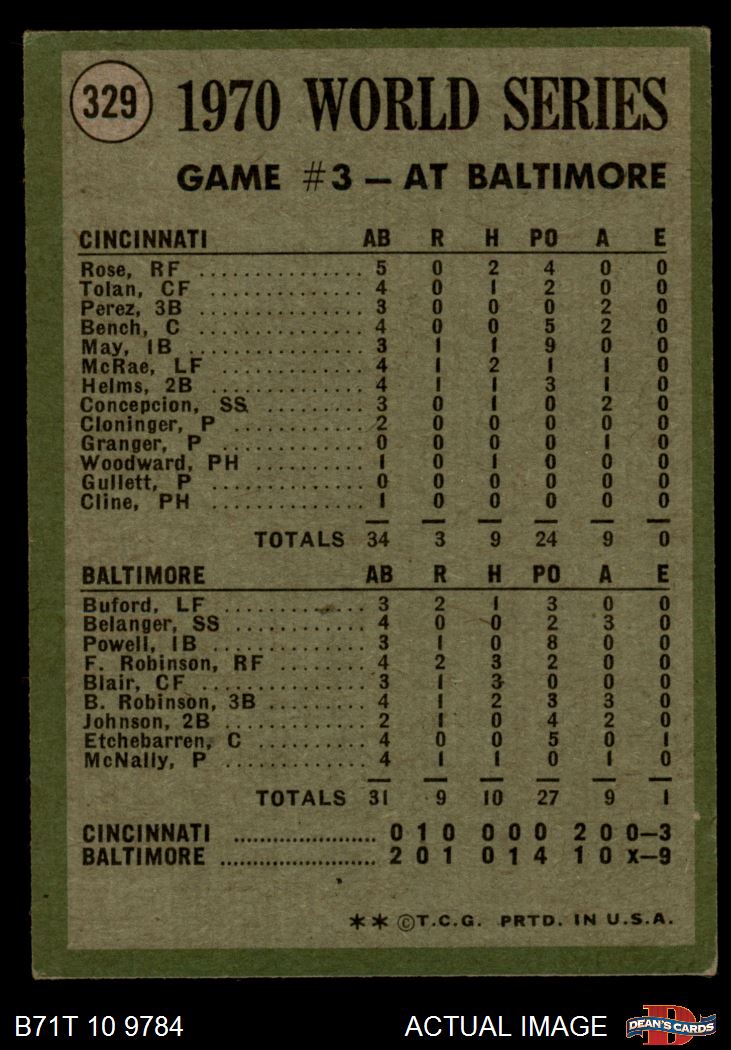 329 1970 WORLD SERIES
GAME #3 — AT BALTIMORE
CINCINNATI AB R H PO A E
Rose, RF .............. 5 0 2 4 0 0
Tolan, CF ............. 4 0 1 2 0 0
Perez, 3B ............. 3 0 0 0 2 0
Bench, C .............. 4 0 0 5 2 0
May, 1B ............... 3 1 1 9 0 0
McRae, LF ............ 4 1 2 1 1 0
Helms, 2B ............. 4 1 1 3 1 0
Concepcion, SS ......... 3 0 1 0 2 0
Cloninger, P ........... 2 0 0 0 0 0
Granger, P ............ 0 0 0 0 1 0
Woodward, PH .......... 1 0 1 0 0 0
Gullett, P ............. 0 0 0 0 0 0
Cline, PH ............. 1 0 0 0 0 0
TOTALS 34 3 9 24 9 0
BALTIMORE AB R H PO A E
Buford, LF ............ 3 2 1 3 0 0
Belanger, SS ........... 4 0 0 2 3 0
Powell, 1B ............. 3 1 0 8 0 0
F. Robinson, RF ........ 4 2 3 2 0 0
Blair, CF .............. 3 1 3 0 0 0
B. Robinson, 3B ........ 4 1 2 3 3 0
Johnson, 2B ............ 2 1 0 4 2 0
Etchebarren, C ......... 4 0 0 5 0 1
McNally, P ............. 4 1 1 0 1 0
TOTALS 31 9 10 27 9 1
CINCINNATI ...................... 0 1 0 0 0 0 2 0 0—3
BALTIMORE ....................... 2 0 1 0 1 4 1 0 X—9
** ©T.C.G. PRTD. IN U.S.A.
B71T 10 9784 ACTUAL IMAGE DEAN'S CARDS